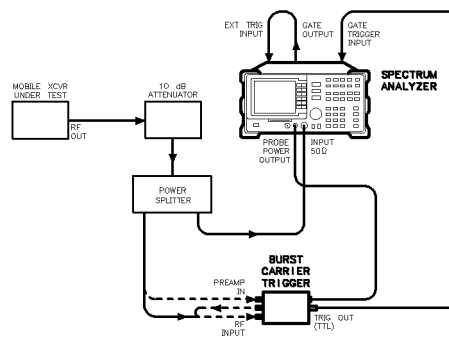 EXT TRIG
INPUT
GATE
OUTPUT
GATE
TRIGGER
INPUT
SPECTRUM
ANALYZER
MOBILE XCVR
UNDER TEST
10 dB
ATTENUATOR
RF
OUT
PROBE
POWER
OUTPUT
INPUT
50Ω
POWER
SPLITTER
BURST
CARRIER
TRIGGER
PREAMP
IN
RF
INPUT
TRIG OUT
(TTL)